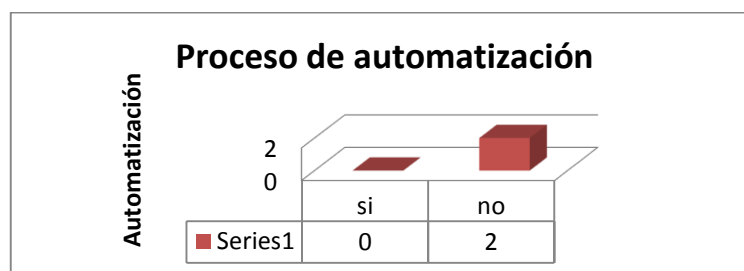 Proceso de automatización
Automatización
2
0
si no
Series1 0 2